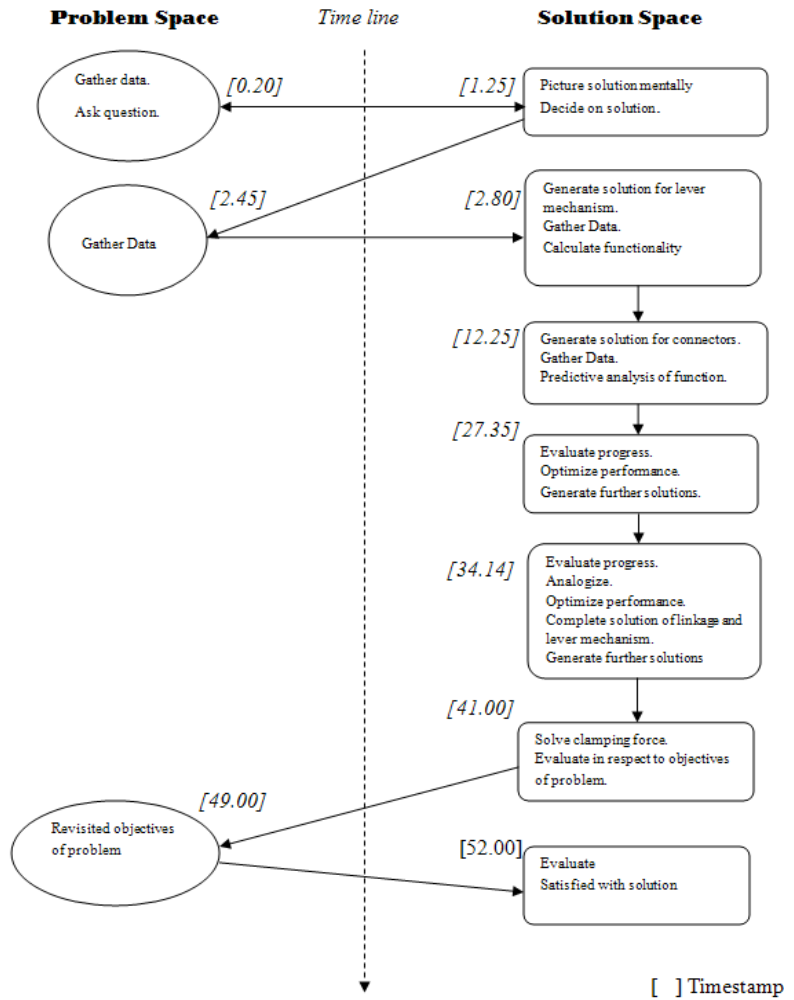 Problem Space
Time line
Solution Space
Gather data.
Ask question.
[0.20]
[1.25]
Picture solution mentally
Decide on solution.
[2.45]
Gather Data
[2.80]
Generate solution for lever
mechanism.
Gather Data.
Calculate functionality
[12.25]
Generate solution for connectors.
Gather Data.
Predictive analysis of function.
[27.35]
Evaluate progress.
Optimize performance.
Generate further solutions.
[34.14]
Evaluate progress.
Analogize.
Optimize performance.
Complete solution of linkage and
lever mechanism.
Generate further solutions
[41.00]
Solve clamping force.
Evaluate in respect to objectives
of problem.
[49.00]
Revisited objectives
of problem
[52.00]
Evaluate
Satisfied with solution
[ ] Timestamp